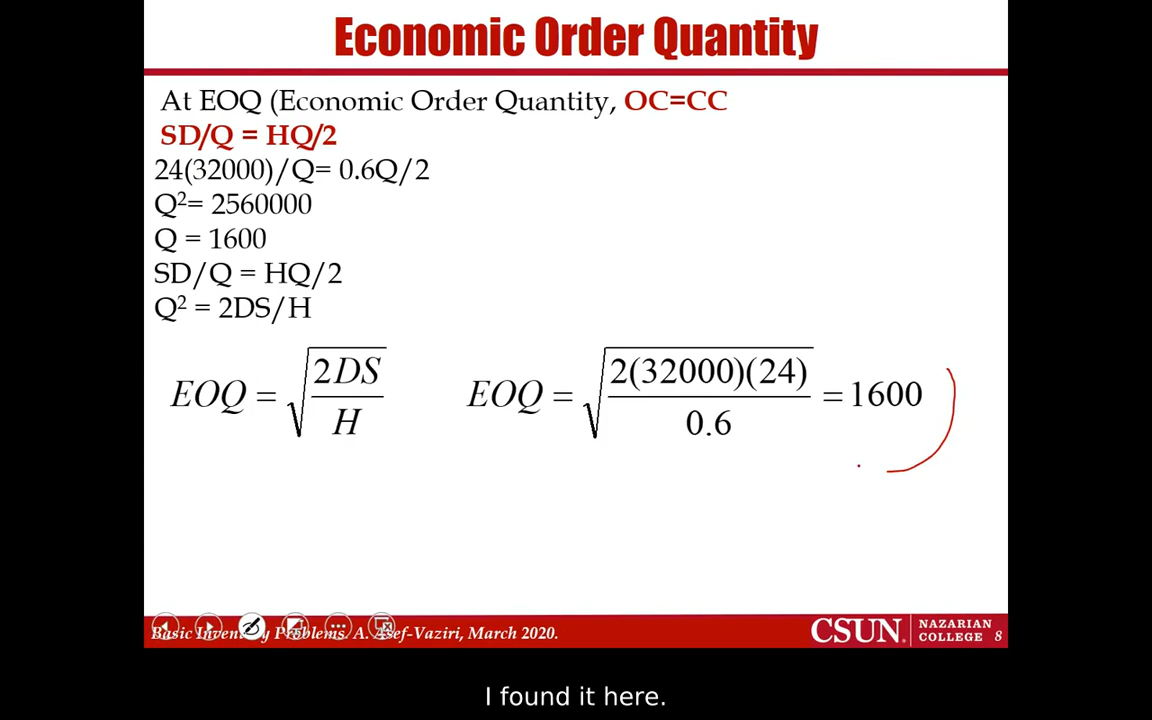 Economic Order Quantity
At EOQ (Economic Order Quantity, OC=CC
SD/Q = HQ/2
24(32000)/Q= 0.6Q/2
Q²= 2560000
Q = 1600
SD/Q = HQ/2
Q² = 2DS/H
EOQ = √(2DS/H) EOQ = √(2(32000)(24)/0.6) = 1600
Basic Inventory Problems. A. Asef-Vaziri, March 2020. CSUN. NAZARIAN COLLEGE 8
I found it here.